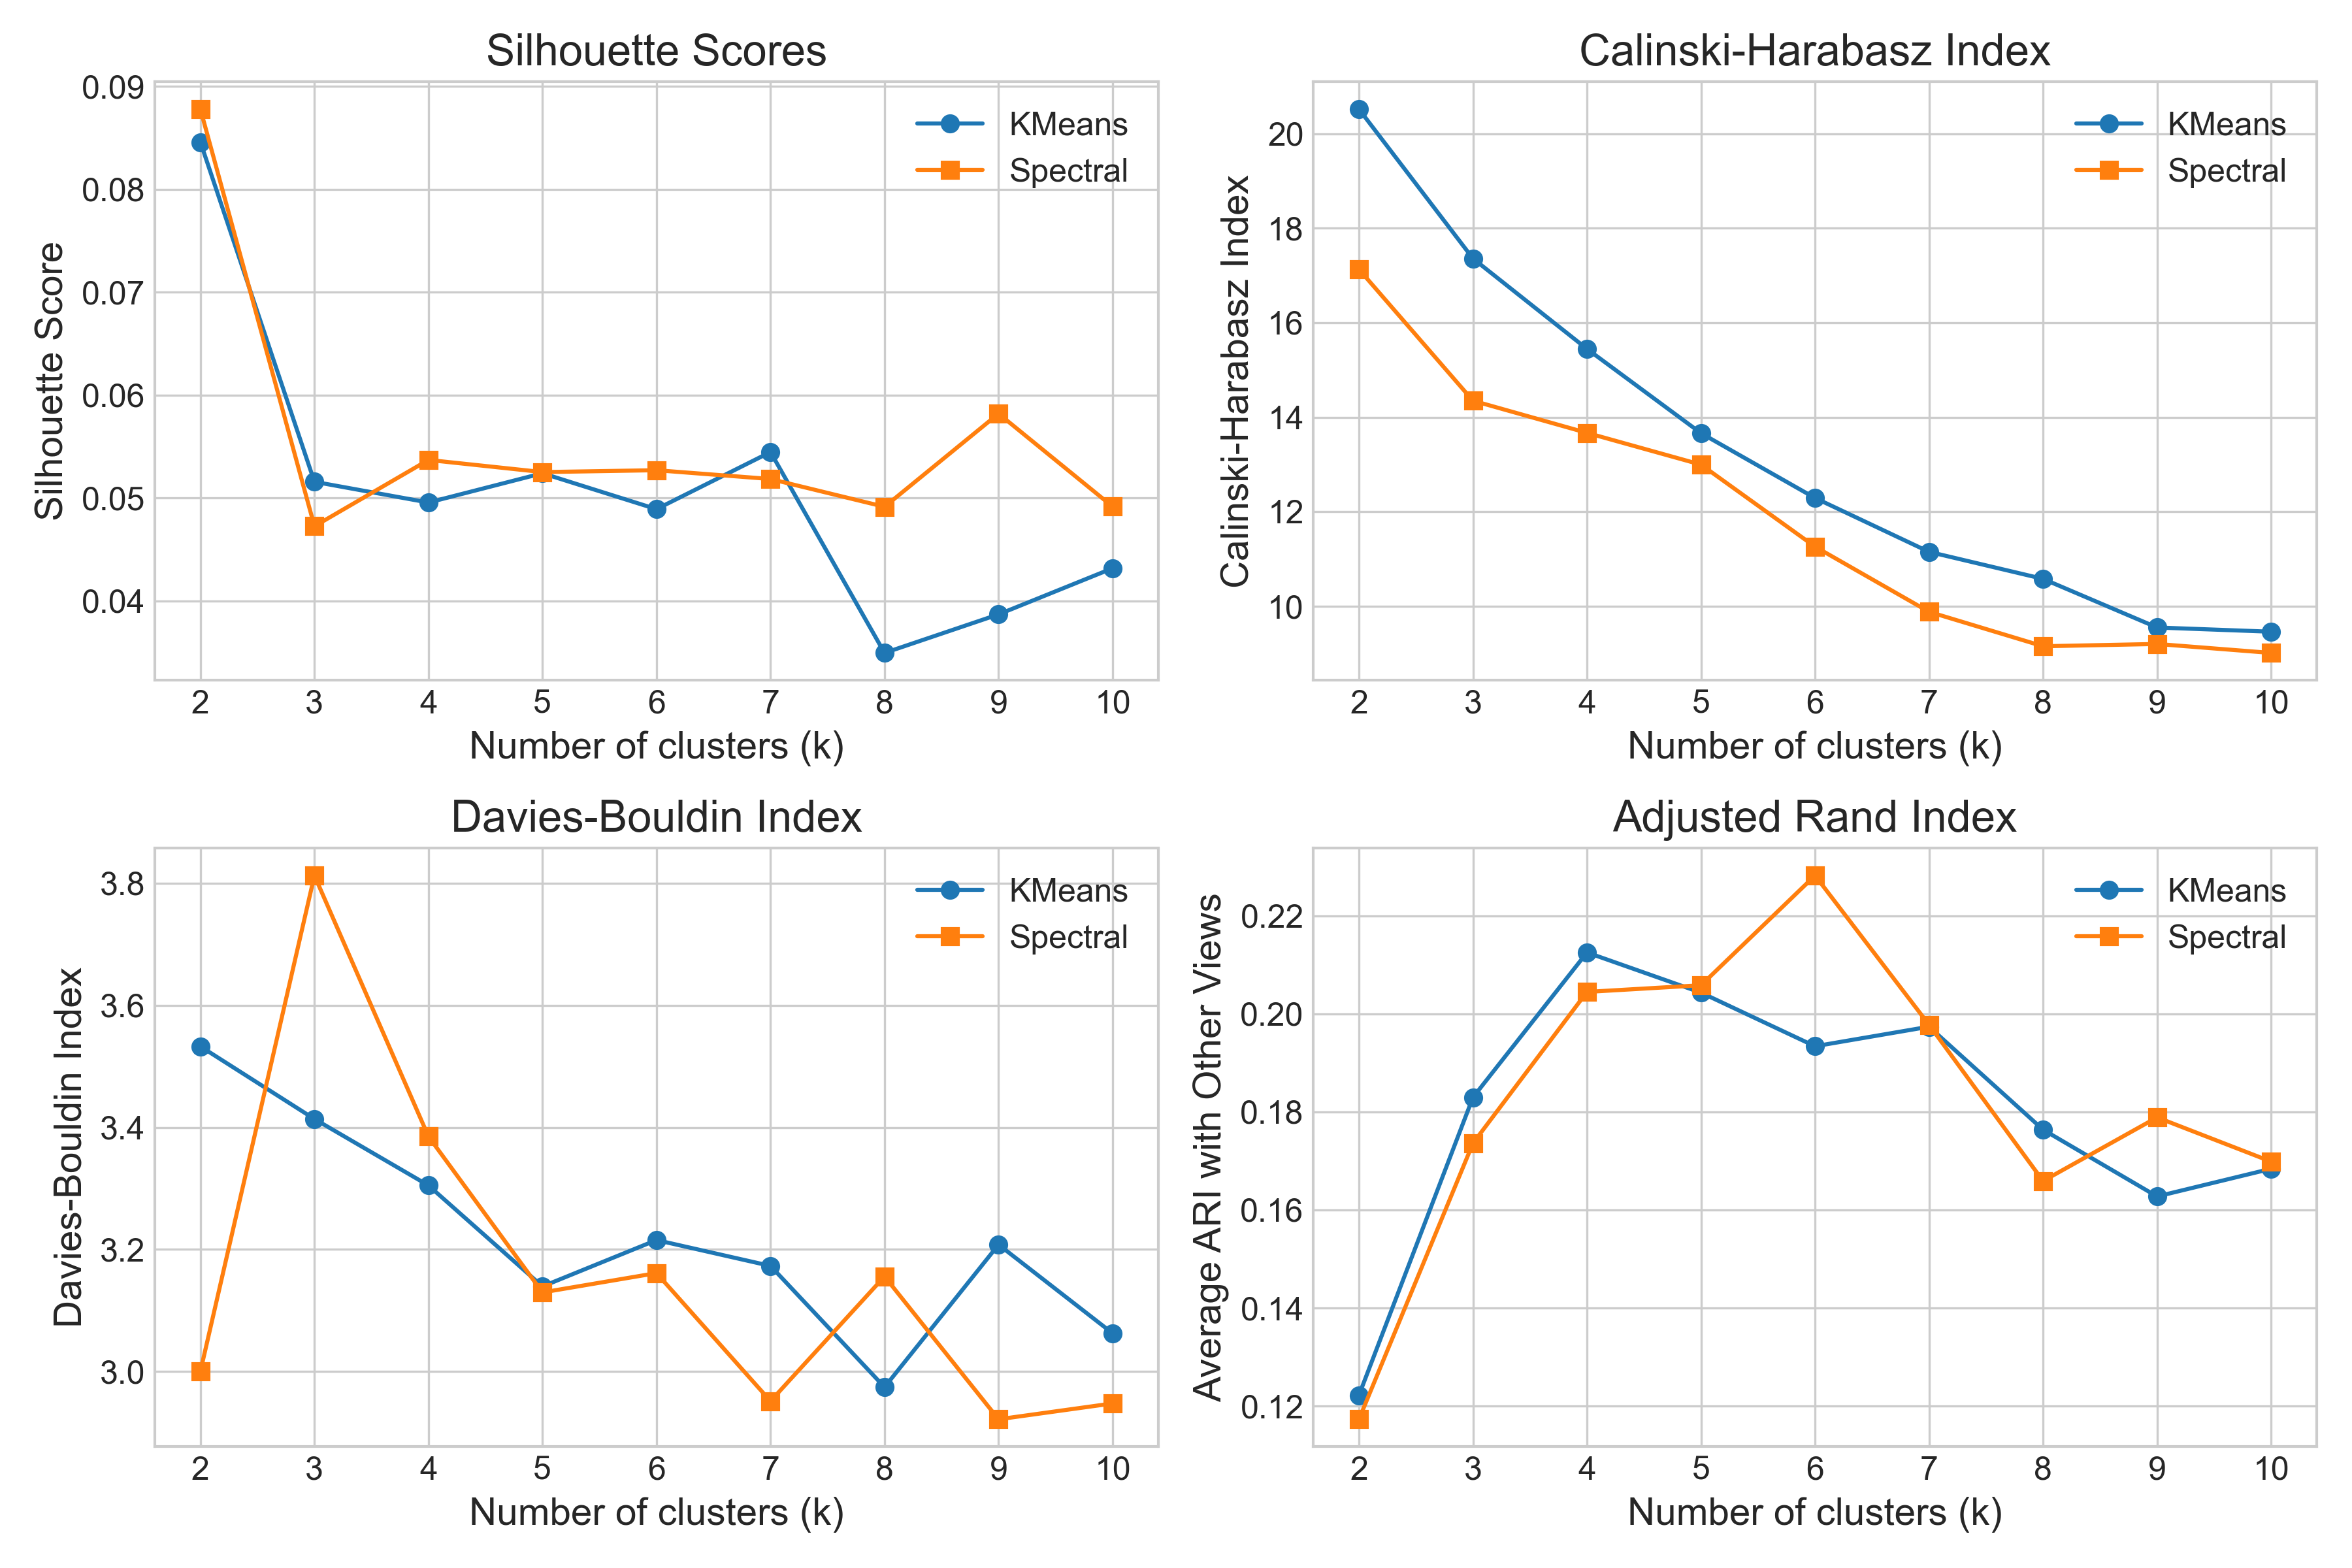 Silhouette Scores
Silhouette Score
0.09
0.08
0.07
0.06
0.05
0.04
KMeans
Spectral
2 3 4 5 6 7 8 9 10
Number of clusters (k)
Calinski-Harabasz Index
Calinski-Harabasz Index
20
18
16
14
12
10
KMeans
Spectral
2 3 4 5 6 7 8 9 10
Number of clusters (k)
Davies-Bouldin Index
Davies-Bouldin Index
3.8
3.6
3.4
3.2
3.0
KMeans
Spectral
2 3 4 5 6 7 8 9 10
Number of clusters (k)
Adjusted Rand Index
Average ARI with Other Views
0.22
0.20
0.18
0.16
0.14
0.12
KMeans
Spectral
2 3 4 5 6 7 8 9 10
Number of clusters (k)